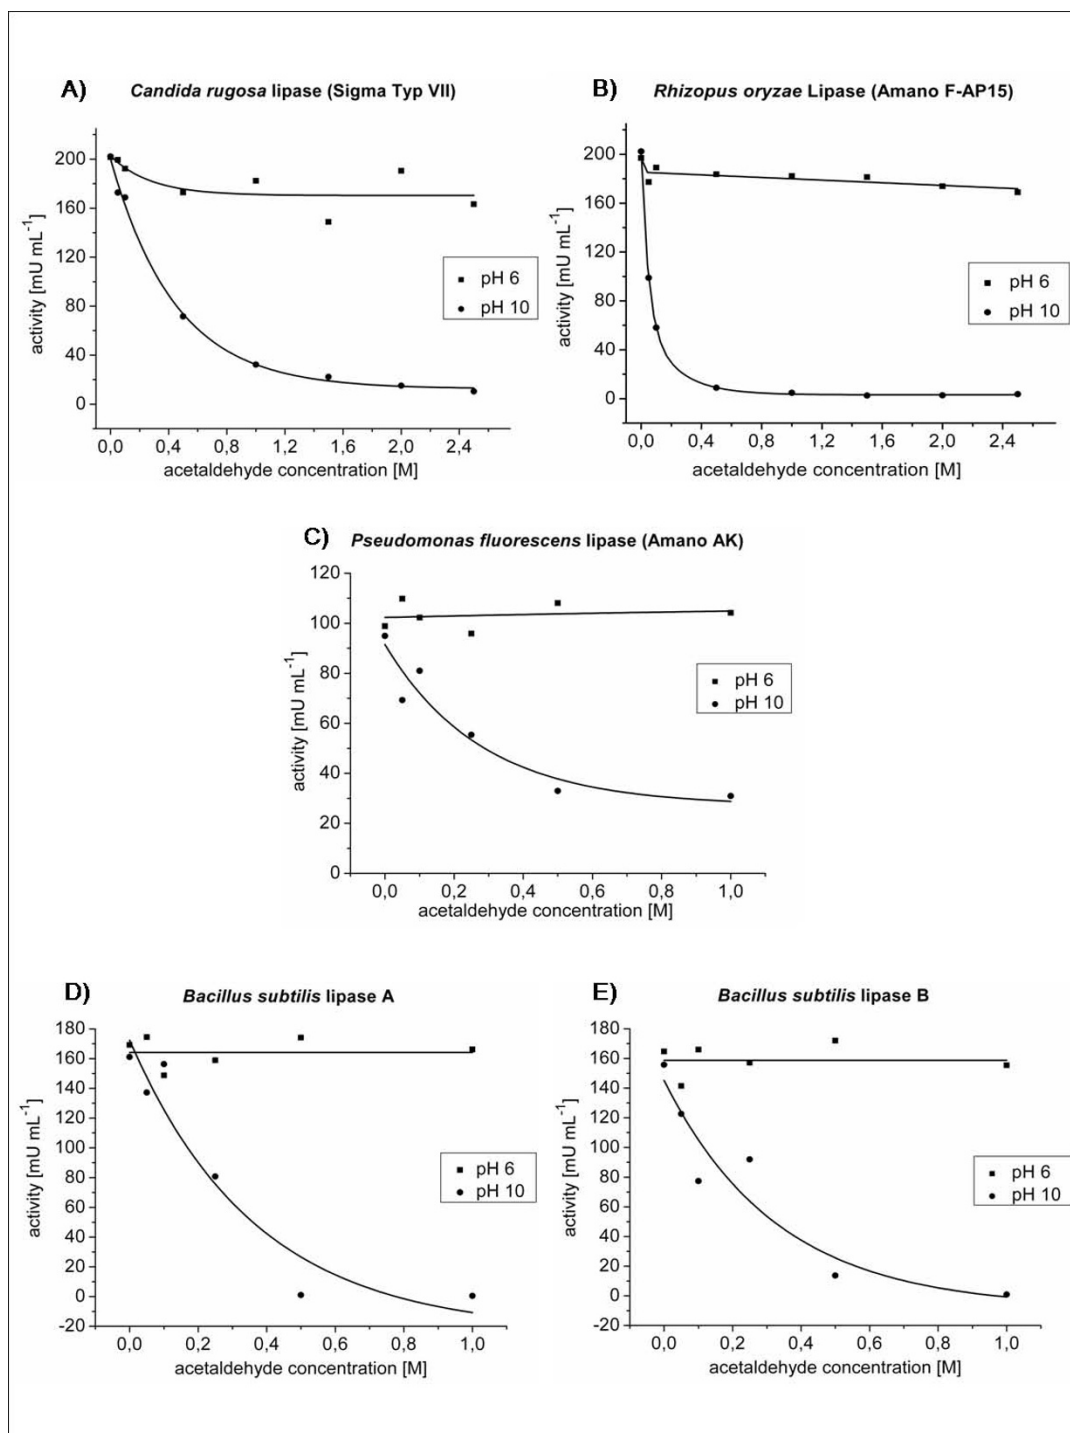 A) Candida rugosa lipase (Sigma Typ VII)
200
160
120
80
40
0
activity [mU mL-1]
pH 6
pH 10
0,0 0,4 0,8 1,2 1,6 2,0 2,4
acetaldehyde concentration [M]
B) Rhizopus oryzae Lipase (Amano F-AP15)
200
160
120
80
40
0
activity [mU mL-1]
pH 6
pH 10
0,0 0,4 0,8 1,2 1,6 2,0 2,4
acetaldehyde concentration [M]
C) Pseudomonas fluorescens lipase (Amano AK)
120
100
80
60
40
20
0
activity [mU mL-1]
pH 6
pH 10
0,0 0,2 0,4 0,6 0,8 1,0
acetaldehyde concentration [M]
D) Bacillus subtilis lipase A
180
160
140
120
100
80
60
40
20
0
-20
activity [mU mL-1]
pH 6
pH 10
0,0 0,2 0,4 0,6 0,8 1,0
acetaldehyde concentration [M]
E) Bacillus subtilis lipase B
180
160
140
120
100
80
60
40
20
0
-20
activity [mU mL-1]
pH 6
pH 10
0,0 0,2 0,4 0,6 0,8 1,0
acetaldehyde concentration [M]